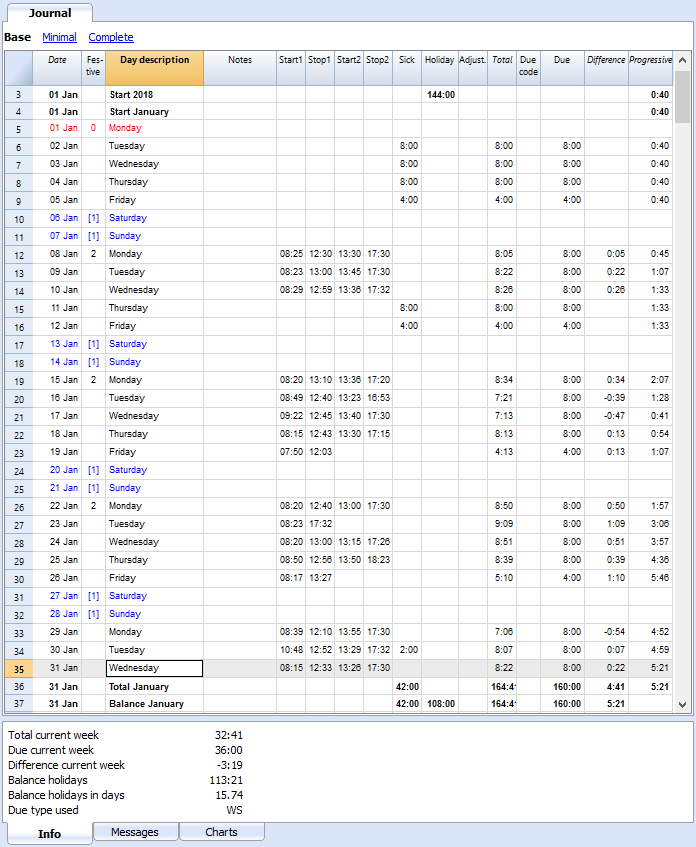 Journal
Base Minimal Complete
Date Fes-tive Day description Notes Start1 Stop1 Start2 Stop2 Sick Holiday Adjust. Total Due code Due Difference Progressive
3 01 Jan Start 2018 144:00 0:40
4 01 Jan Start January 0:40
5 01 Jan 0 Monday
6 02 Jan Tuesday 8:00 8:00 8:00 0:40
7 03 Jan Wednesday 8:00 8:00 8:00 0:40
8 04 Jan Thursday 8:00 8:00 8:00 0:40
9 05 Jan Friday 4:00 4:00 4:00 0:40
10 06 Jan [1] Saturday
11 07 Jan [1] Sunday
12 08 Jan 2 Monday 08:25 12:30 13:30 17:30 8:05 8:00 0:05 0:45
13 09 Jan Tuesday 08:23 13:00 13:45 17:30 8:22 8:00 0:22 1:07
14 10 Jan Wednesday 08:29 12:59 13:36 17:32 8:26 8:00 0:26 1:33
15 11 Jan Thursday 8:00 8:00 8:00 1:33
16 12 Jan Friday 4:00 4:00 4:00 1:33
17 13 Jan [1] Saturday
18 14 Jan [1] Sunday
19 15 Jan 2 Monday 08:20 13:10 13:36 17:20 8:34 8:00 0:34 2:07
20 16 Jan Tuesday 08:49 12:40 13:23 16:53 7:21 8:00 -0:39 1:28
21 17 Jan Wednesday 09:22 12:45 13:40 17:30 7:13 8:00 -0:47 0:41
22 18 Jan Thursday 08:15 12:43 13:30 17:15 8:13 8:00 0:13 0:54
23 19 Jan Friday 07:50 12:03 4:13 4:00 0:13 1:07
24 20 Jan [1] Saturday
25 21 Jan [1] Sunday
26 22 Jan 2 Monday 08:20 12:40 13:00 17:30 8:50 8:00 0:50 1:57
27 23 Jan Tuesday 08:23 17:32 9:09 8:00 1:09 3:06
28 24 Jan Wednesday 08:20 13:00 13:15 17:26 8:51 8:00 0:51 3:57
29 25 Jan Thursday 08:50 12:56 13:50 18:23 8:39 8:00 0:39 4:36
30 26 Jan Friday 08:17 13:27 5:10 4:00 1:10 5:46
31 27 Jan [1] Saturday
32 28 Jan [1] Sunday
33 29 Jan Monday 08:39 12:10 13:55 17:30 7:06 8:00 -0:54 4:52
34 30 Jan Tuesday 10:48 12:52 13:29 17:32 2:00 8:07 8:00 0:07 4:59
35 31 Jan Wednesday 08:15 12:33 13:26 17:30 8:22 8:00 0:22 5:21
36 31 Jan Total January 42:00 164:41 160:00 4:41 5:21
37 31 Jan Balance January 42:00 108:00 164:41 160:00 5:21
Total current week 32:41
Due current week 36:00
Difference current week -3:19
Balance holidays 113:21
Balance holidays in days 15.74
Due type used WS
Info Messages Charts